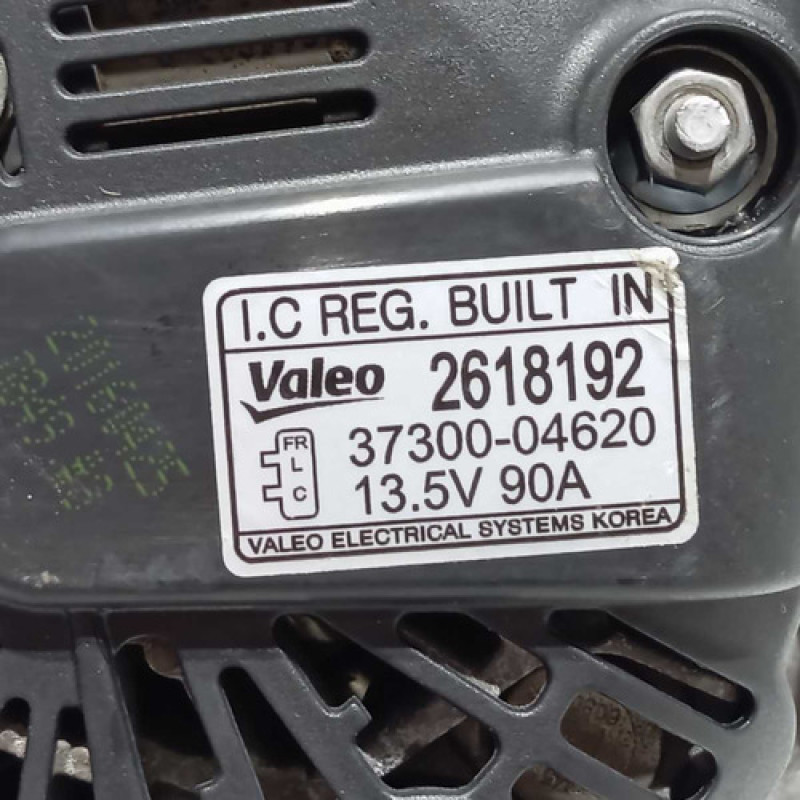 I.C REG. BUILT IN
Valeo 2618192
FR 37300-04620
L
C 13.5V 90A
VALEO ELECTRICAL SYSTEMS KOREA